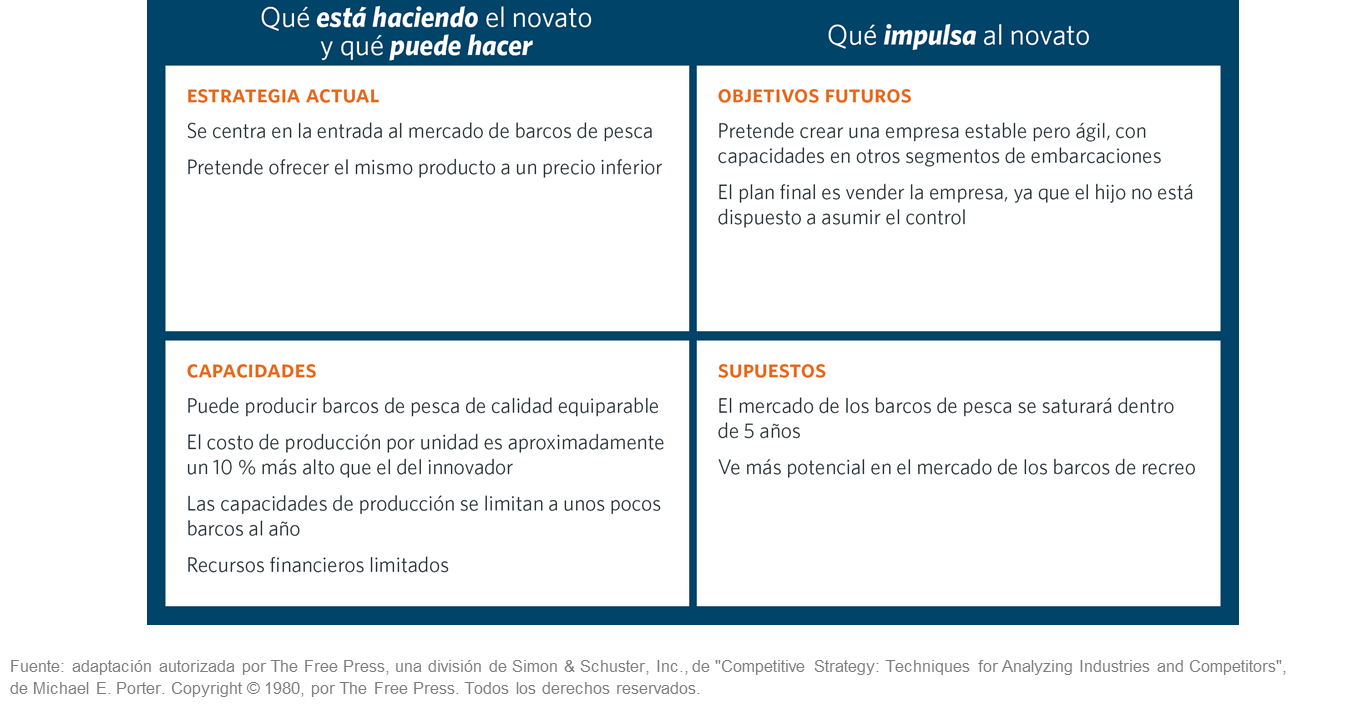 Qué está haciendo el novato
y qué puede hacer
Qué impulsa al novato
ESTRATEGIA ACTUAL
Se centra en la entrada al mercado de barcos de pesca
Pretende ofrecer el mismo producto a un precio inferior
OBJETIVOS FUTUROS
Pretende crear una empresa estable pero ágil, con
capacidades en otros segmentos de embarcaciones
El plan final es vender la empresa, ya que el hijo no está
dispuesto a asumir el control
CAPACIDADES
Puede producir barcos de pesca de calidad equiparable
El costo de producción por unidad es aproximadamente
un 10 % más alto que el del innovador
Las capacidades de producción se limitan a unos pocos
barcos al año
Recursos financieros limitados
SUPUESTOS
El mercado de los barcos de pesca se saturará dentro
de 5 años
Ve más potencial en el mercado de los barcos de recreo
Fuente: adaptación autorizada por The Free Press, una división de Simon & Schuster, Inc., de "Competitive Strategy: Techniques for Analyzing Industries and Competitors",
de Michael E. Porter. Copyright © 1980, por The Free Press. Todos los derechos reservados.